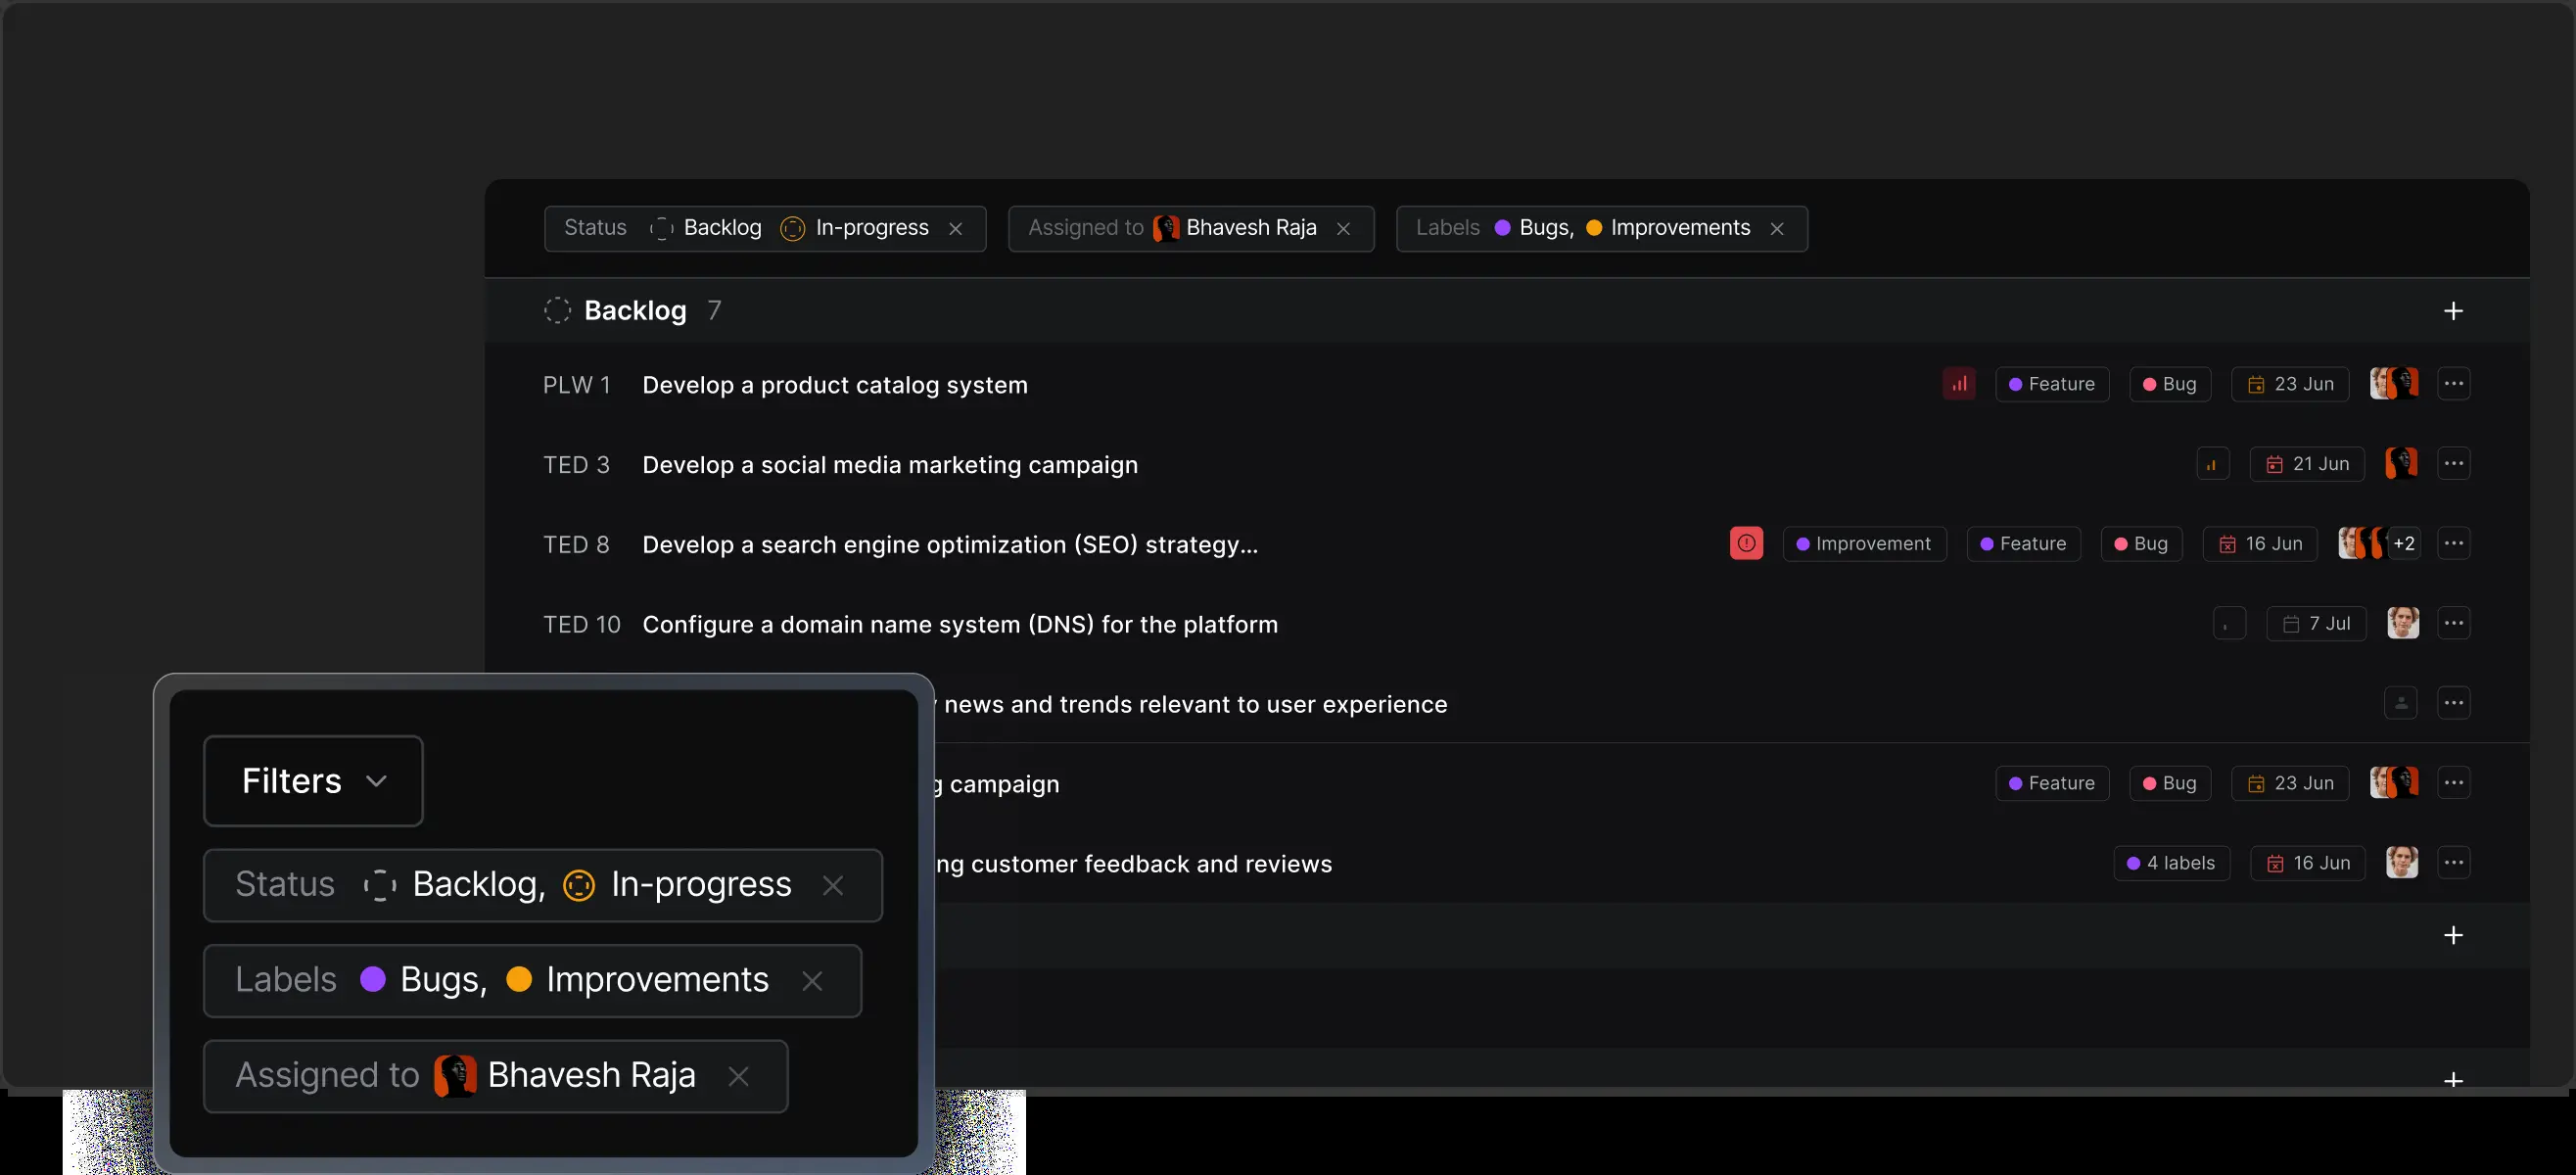 Status Backlog In-progress Assigned to Bhavesh Raja Labels Bugs, Improvements
Backlog 7
PLW 1 Develop a product catalog system Feature Bug 23 Jun
TED 3 Develop a social media marketing campaign 21 Jun
TED 8 Develop a search engine optimization (SEO) strategy... Improvement Feature Bug 16 Jun +2
TED 10 Configure a domain name system (DNS) for the platform 7 Jul
news and trends relevant to user experience
campaign Feature Bug 23 Jun
ng customer feedback and reviews 4 labels 16 Jun
Filters
Status Backlog, In-progress
Labels Bugs, Improvements
Assigned to Bhavesh Raja